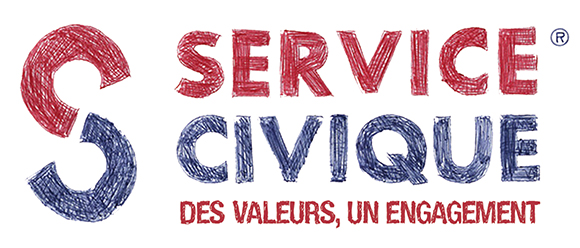 SERVICE ®
CIVIQUE
DES VALEURS, UN ENGAGEMENT